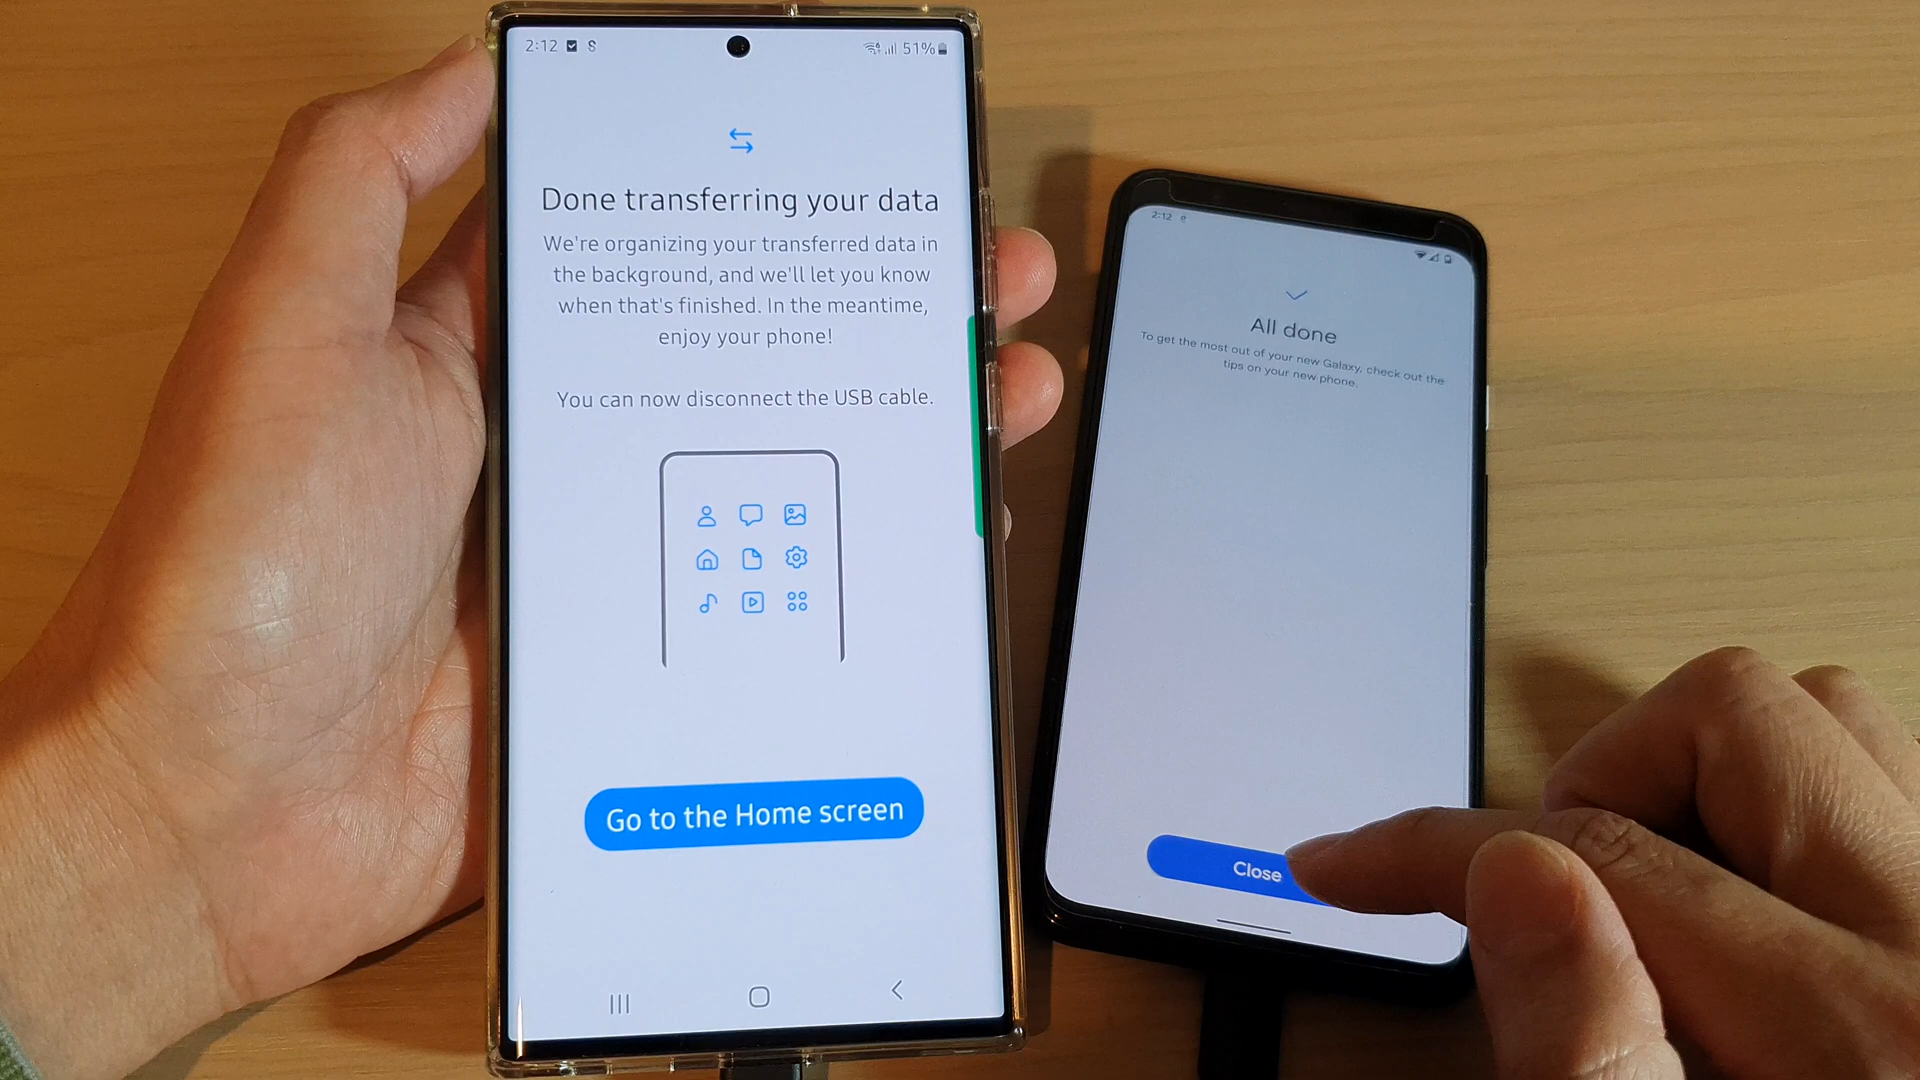 2:12
51%
Done transferring your data
We're organizing your transferred data in
the background, and we'll let you know
when that's finished. In the meantime,
enjoy your phone!
You can now disconnect the USB cable.
Go to the Home screen
2:12
All done
To get the most out of your new Galaxy, check out the
tips on your new phone.
Close